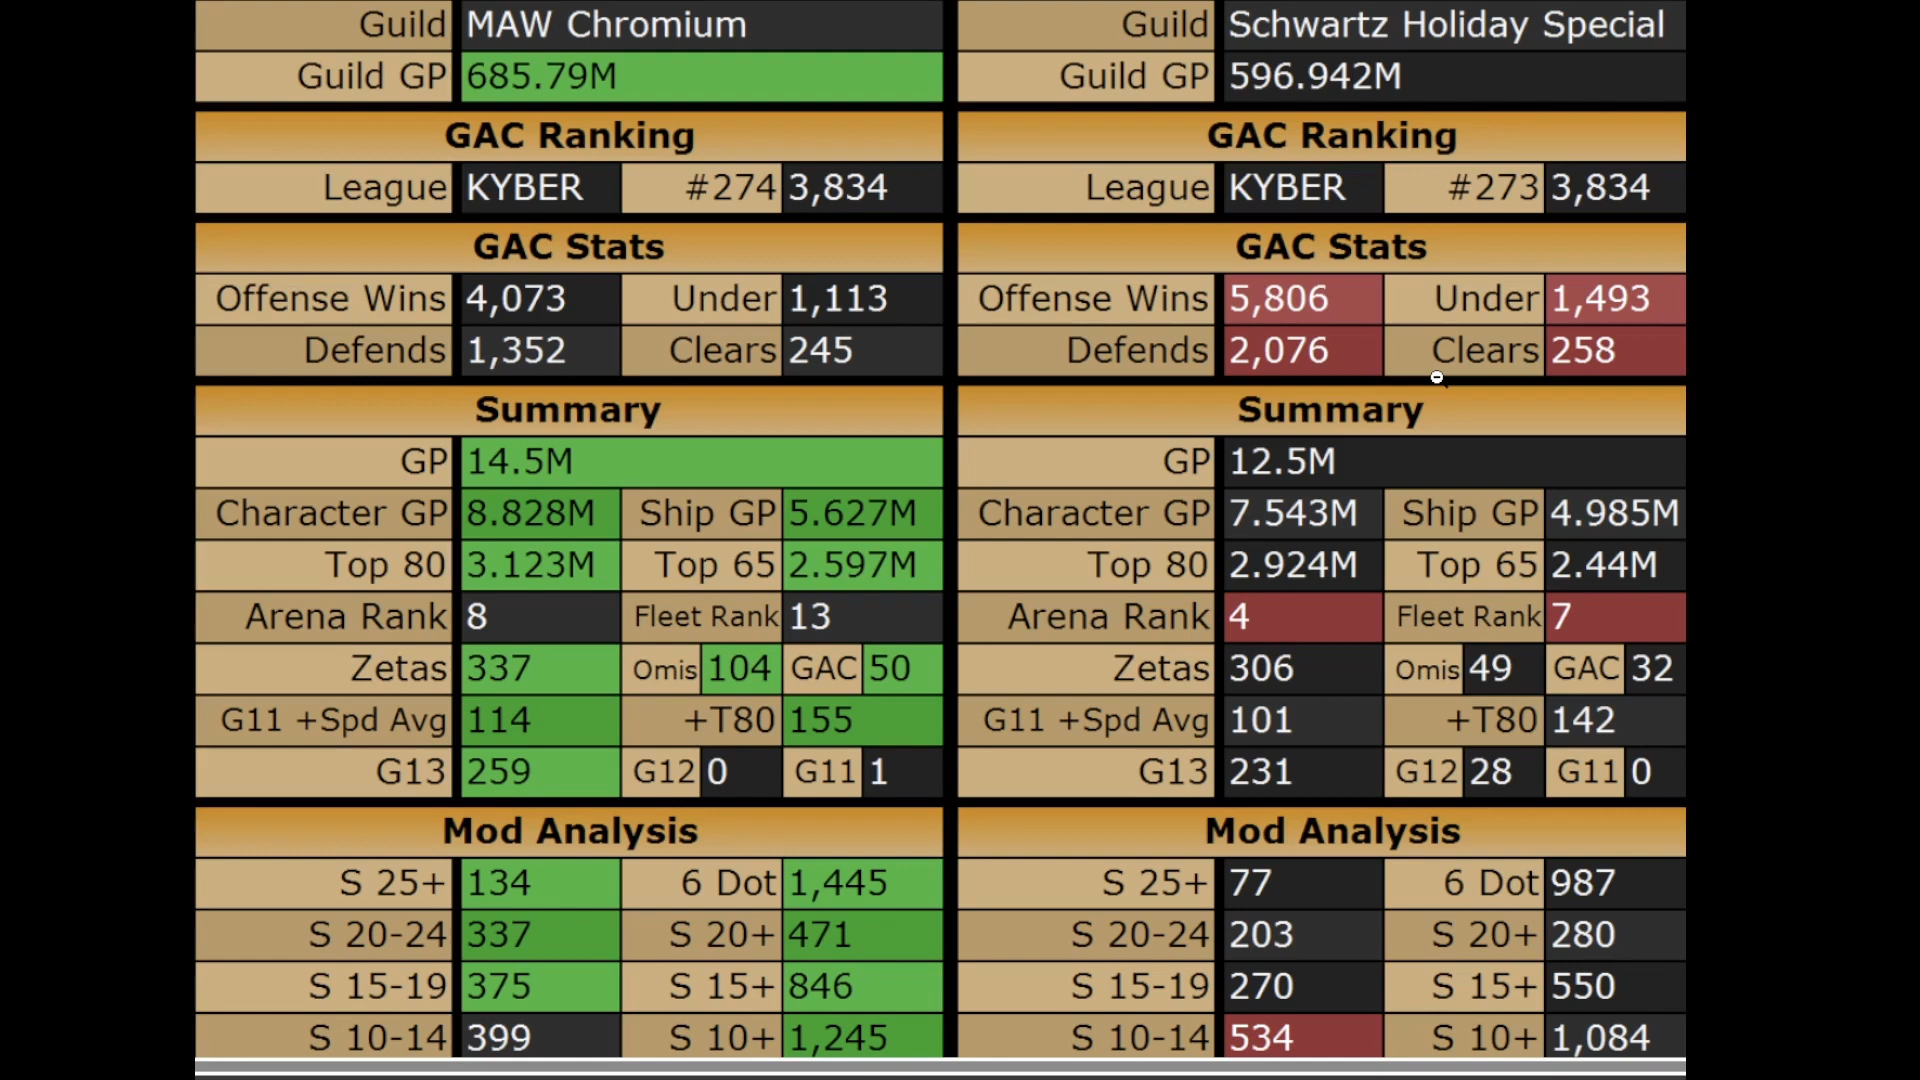 Guild MAW Chromium Guild Schwartz Holiday Special
Guild GP 685.79M Guild GP 596.942M
GAC Ranking GAC Ranking
League KYBER #274 3,834 League KYBER #273 3,834
GAC Stats GAC Stats
Offense Wins 4,073 Under 1,113 Offense Wins 5,806 Under 1,493
Defends 1,352 Clears 245 Defends 2,076 Clears 258
Summary Summary
GP 14.5M GP 12.5M
Character GP 8.828M Ship GP 5.627M Character GP 7.543M Ship GP 4.985M
Top 80 3.123M Top 65 2.597M Top 80 2.924M Top 65 2.44M
Arena Rank 8 Fleet Rank 13 Arena Rank 4 Fleet Rank 7
Zetas 337 Omis 104 GAC 50 Zetas 306 Omis 49 GAC 32
G11 +Spd Avg 114 +T80 155 G11 +Spd Avg 101 +T80 142
G13 259 G12 0 G11 1 G13 231 G12 28 G11 0
Mod Analysis Mod Analysis
S 25+ 134 6 Dot 1,445 S 25+ 77 6 Dot 987
S 20-24 337 S 20+ 471 S 20-24 203 S 20+ 280
S 15-19 375 S 15+ 846 S 15-19 270 S 15+ 550
S 10-14 399 S 10+ 1,245 S 10-14 534 S 10+ 1,084